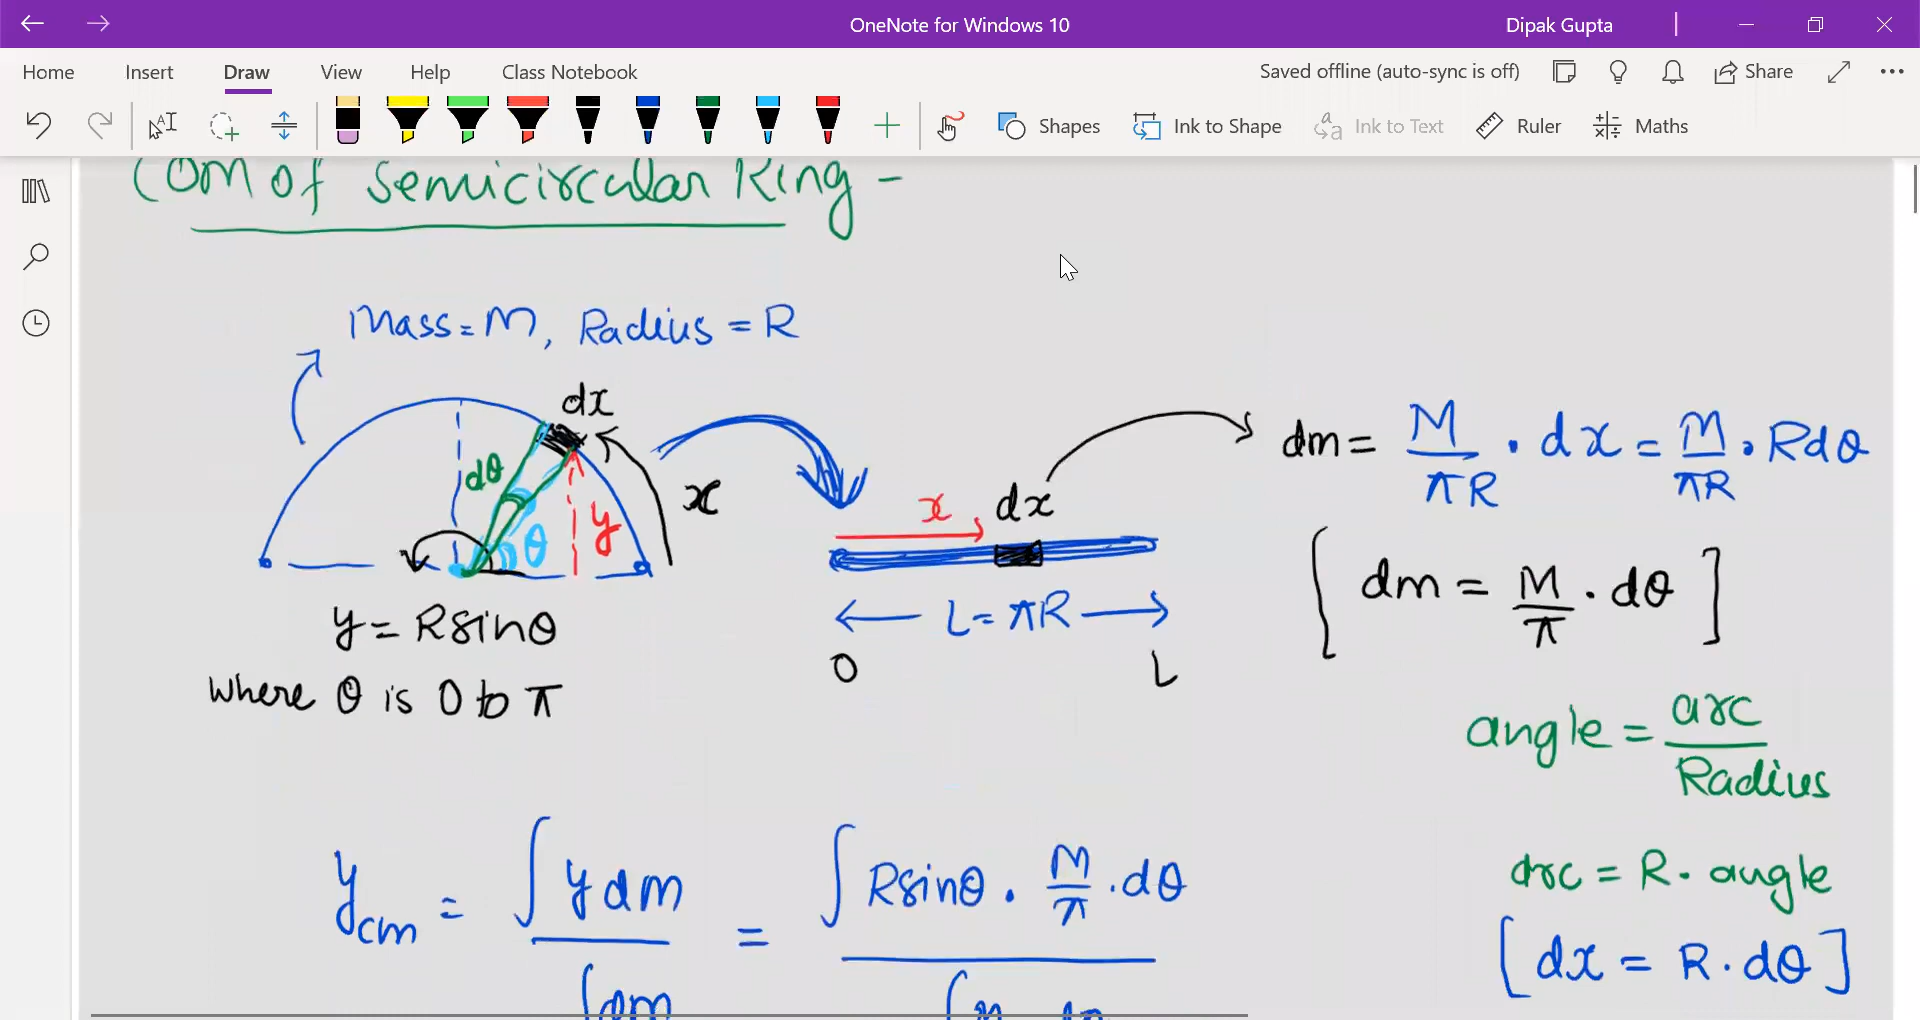 OneNote for Windows 10
Dipak Gupta
Home Insert Draw View Help Class Notebook
Saved offline (auto-sync is off) Share
Shapes Ink to Shape Ink to Text Ruler Maths
COM of Semicircular Ring -
Mass = M, Radius = R
dx
dθ
θ
y
x
x
dx
dm = M/πR · dx = M/πR · Rdθ
L = πR
0 L
[dm = M/π · dθ]
y = Rsinθ
where θ is 0 to π
angle = arc/Radius
arc = R · angle
[dx = R · dθ]
ycm = ∫ y dm / ∫dm = ∫ Rsinθ · M/π · dθ